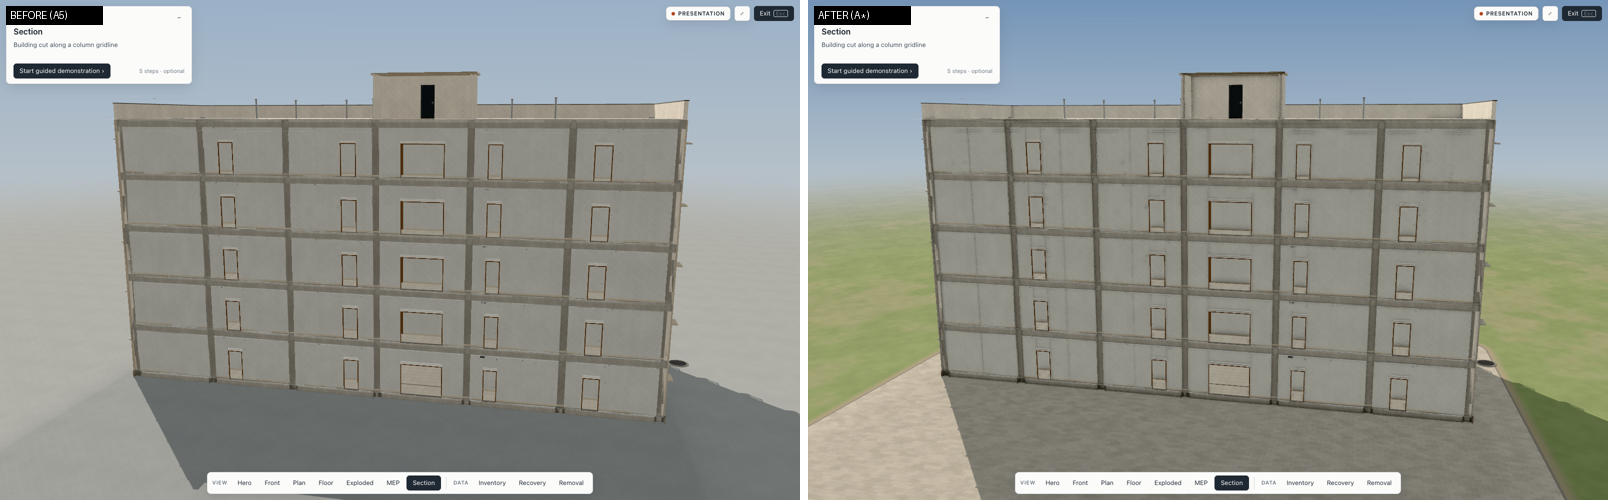 BEFORE (A5)
Section
Building cut along a column gridline
Start guided demonstration ›
5 steps · optional
PRESENTATION
Exit Esc
VIEW Hero Front Plan Floor Exploded MEP Section DATA Inventory Recovery Removal
AFTER (A*)
Section
Building cut along a column gridline
Start guided demonstration ›
5 steps · optional
PRESENTATION
Exit Esc
VIEW Hero Front Plan Floor Exploded MEP Section DATA Inventory Recovery Removal